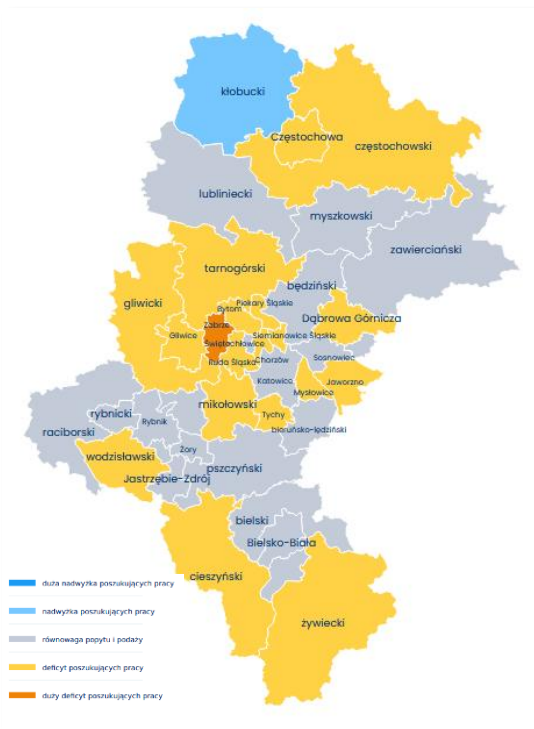 kłobucki
Częstochowa
częstochowski
lubliniecki
myszkowski
zawierciański
tarnogórski
będziński
gliwicki
Piekary Śląskie
Bytom
Dąbrowa Górnicza
Zabrze
Gliwice
Siemianowice Śląskie
Świętochłowice
Ruda Śląska
Chorzów
Sosnowiec
Katowice
Jaworzno
Mysłowice
mikołowski
rybnicki
Rybnik
Tychy
raciborski
bieruńsko-lędziński
Żory
wodzisławski
pszczyński
Jastrzębie-Zdrój
bielski
Bielsko-Biała
cieszyński
żywiecki
duża nadwyżka poszukujących pracy
nadwyżka poszukujących pracy
równowaga popytu i podaży
deficyt poszukujących pracy
duży deficyt poszukujących pracy